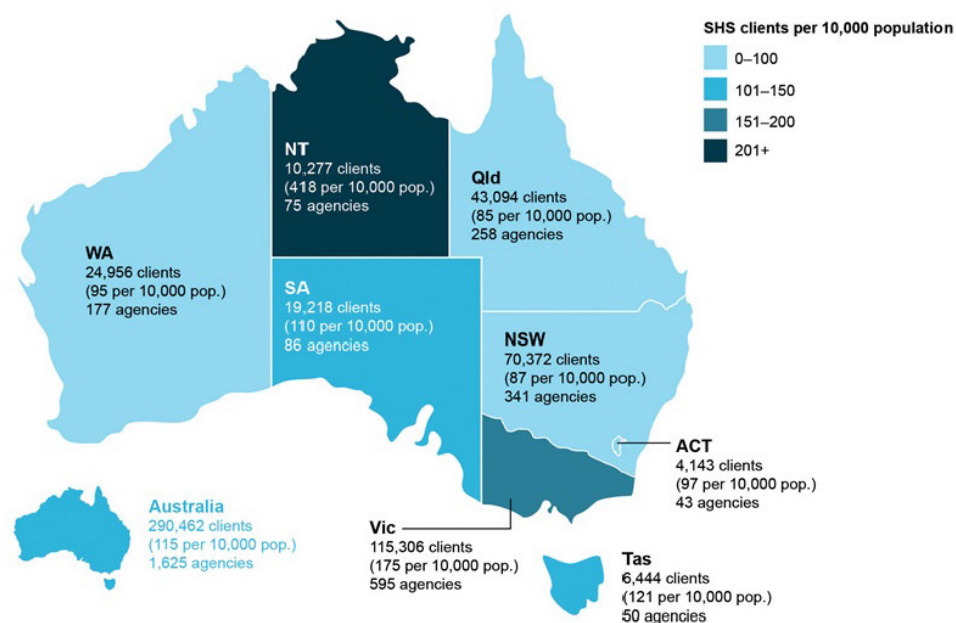 SHS clients per 10,000 population
0–100
101–150
151–200
201+
NT
10,277 clients
(418 per 10,000 pop.)
75 agencies
Qld
43,094 clients
(85 per 10,000 pop.)
258 agencies
WA
24,956 clients
(95 per 10,000 pop.)
177 agencies
SA
19,218 clients
(110 per 10,000 pop.)
86 agencies
NSW
70,372 clients
(87 per 10,000 pop.)
341 agencies
ACT
4,143 clients
(97 per 10,000 pop.)
43 agencies
Australia
290,462 clients
(115 per 10,000 pop.)
1,625 agencies
Vic
115,306 clients
(175 per 10,000 pop.)
595 agencies
Tas
6,444 clients
(121 per 10,000 pop.)
50 agencies